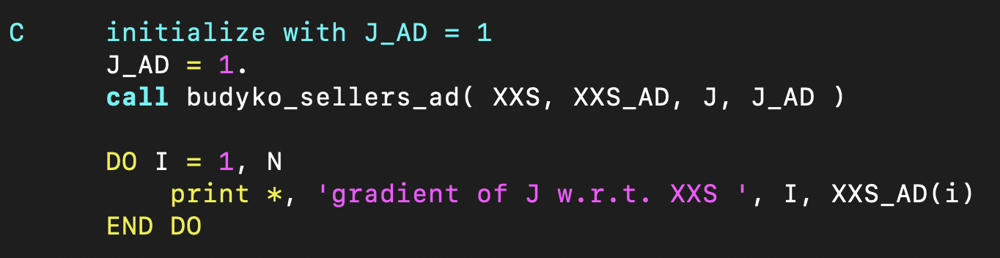 C     initialize with J_AD = 1
      J_AD = 1.
      call budyko_sellers_ad( XXS, XXS_AD, J, J_AD )
      DO I = 1, N
          print *, 'gradient of J w.r.t. XXS ', I, XXS_AD(i)
      END DO